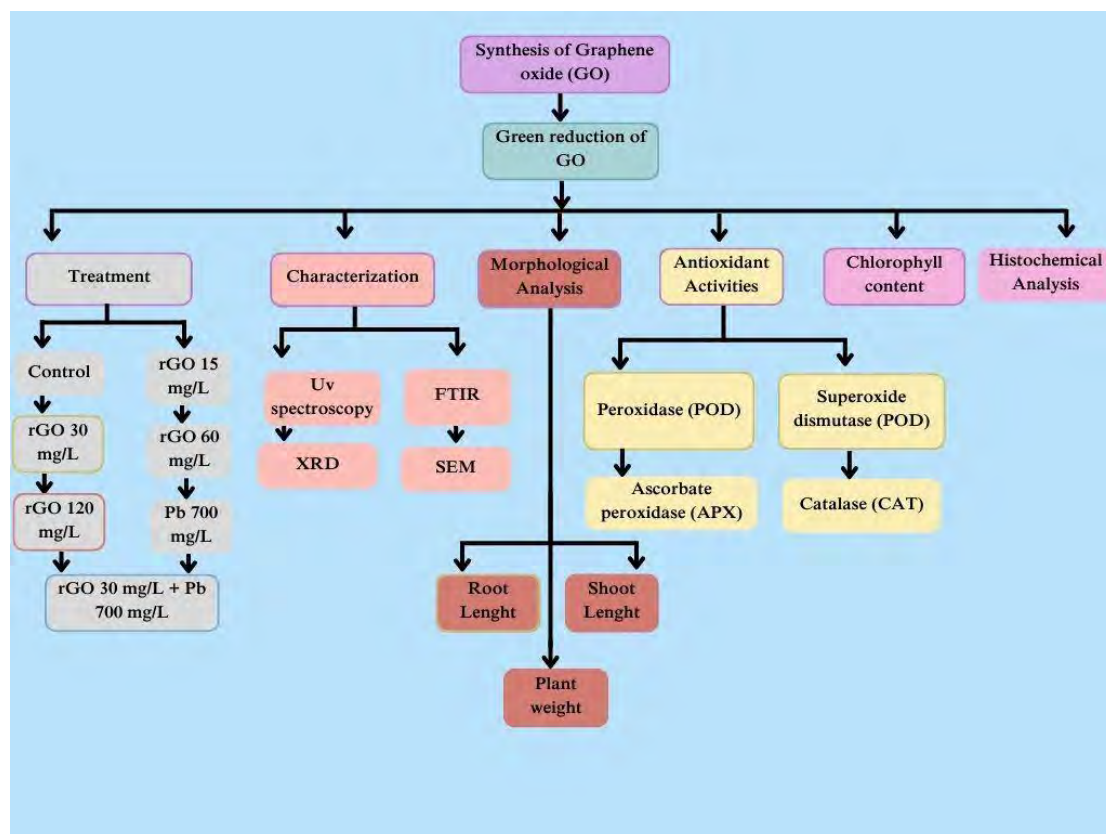 Synthesis of Graphene
oxide (GO)
Green reduction of
GO
Treatment
Characterization
Morphological
Analysis
Antioxidant
Activities
Chlorophyll
content
Histochemical
Analysis
Control
rGO 15
mg/L
rGO 30
mg/L
rGO 60
mg/L
rGO 120
mg/L
Pb 700
mg/L
rGO 30 mg/L + Pb
700 mg/L
Uv
spectroscopy
FTIR
XRD
SEM
Peroxidase (POD)
Superoxide
dismutase (POD)
Ascorbate
peroxidase (APX)
Catalase (CAT)
Root
Lenght
Shoot
Lenght
Plant
weight